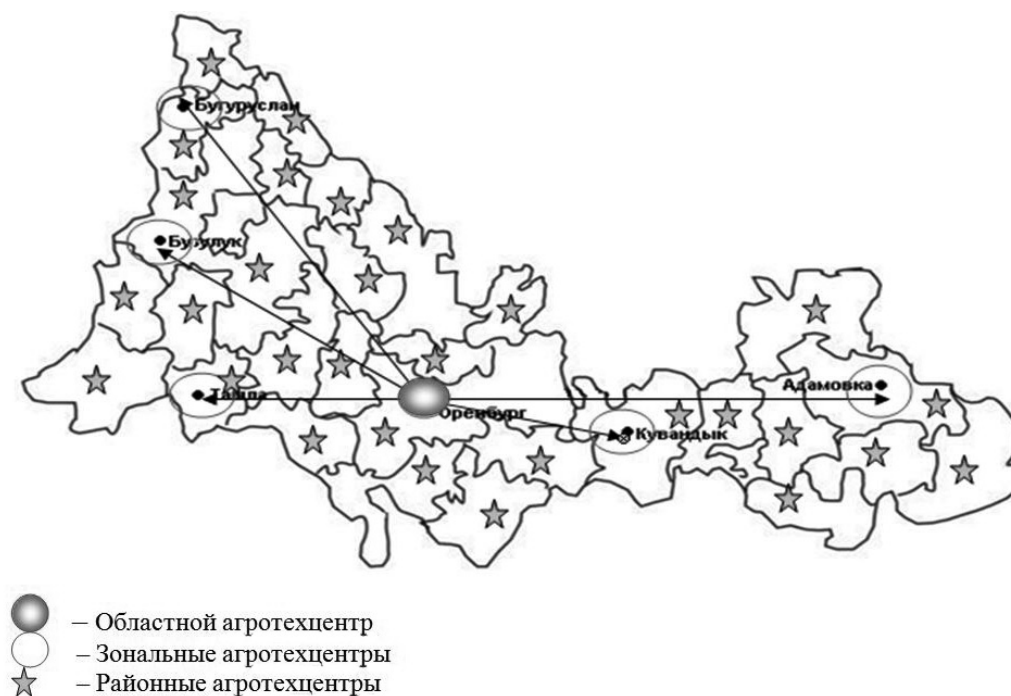 Бугуруслан
Бузулук
Ташла
Оренбург
Кувандык
Адамовка
– Областной агротехцентр
– Зональные агротехцентры
– Районные агротехцентры